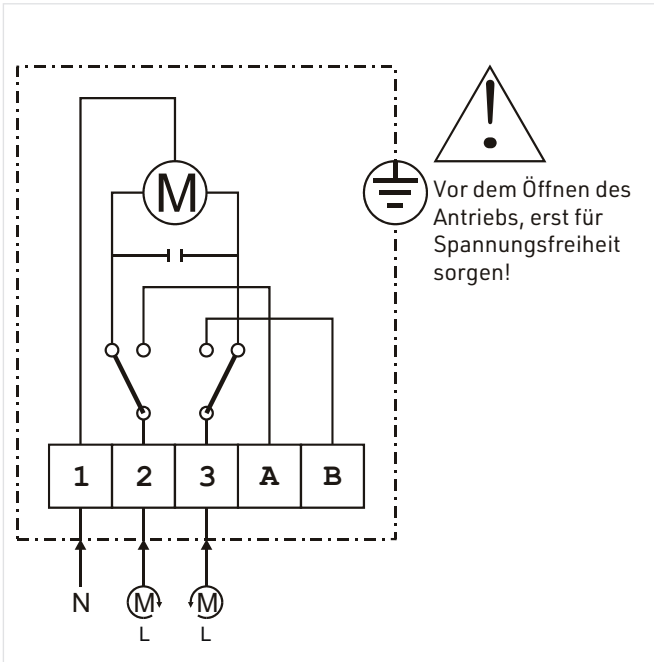 M
!
Vor dem Öffnen des
Antriebs, erst für
Spannungsfreiheit
sorgen!
1 2 3 A B
N M M
L L